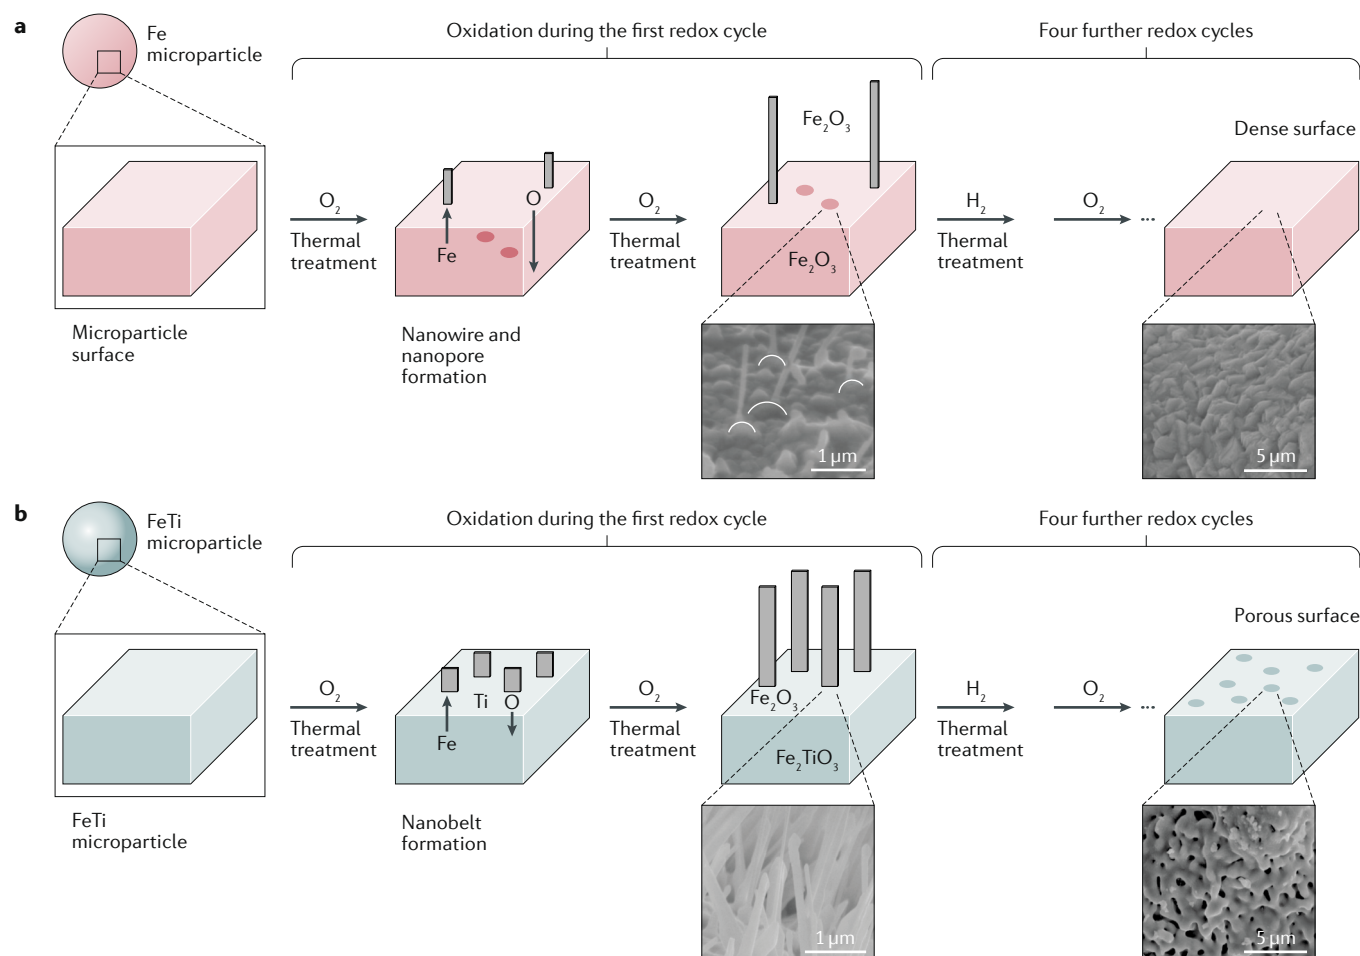 a
Fe
microparticle
Oxidation during the first redox cycle
Four further redox cycles
Fe₂O₃
Dense surface
O₂
Thermal
treatment
Fe
O
O₂
Thermal
treatment
Fe₂O₃
H₂
Thermal
treatment
O₂
...
Microparticle
surface
Nanowire and
nanopore
formation
1 µm
5 µm
b
FeTi
microparticle
Oxidation during the first redox cycle
Four further redox cycles
Porous surface
O₂
Thermal
treatment
Ti
O
Fe
O₂
Thermal
treatment
Fe₂O₃
Fe₂TiO₃
H₂
Thermal
treatment
O₂
...
FeTi
microparticle
Nanobelt
formation
1 µm
5 µm